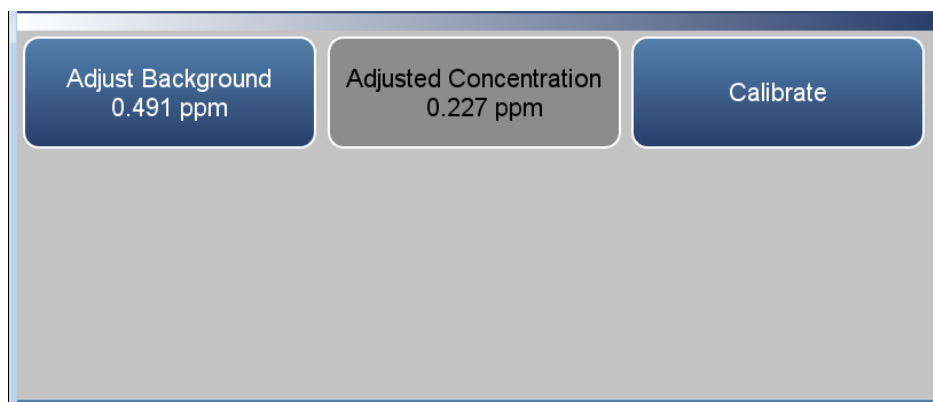 Adjust Background
0.491 ppm
Adjusted Concentration
0.227 ppm
Calibrate